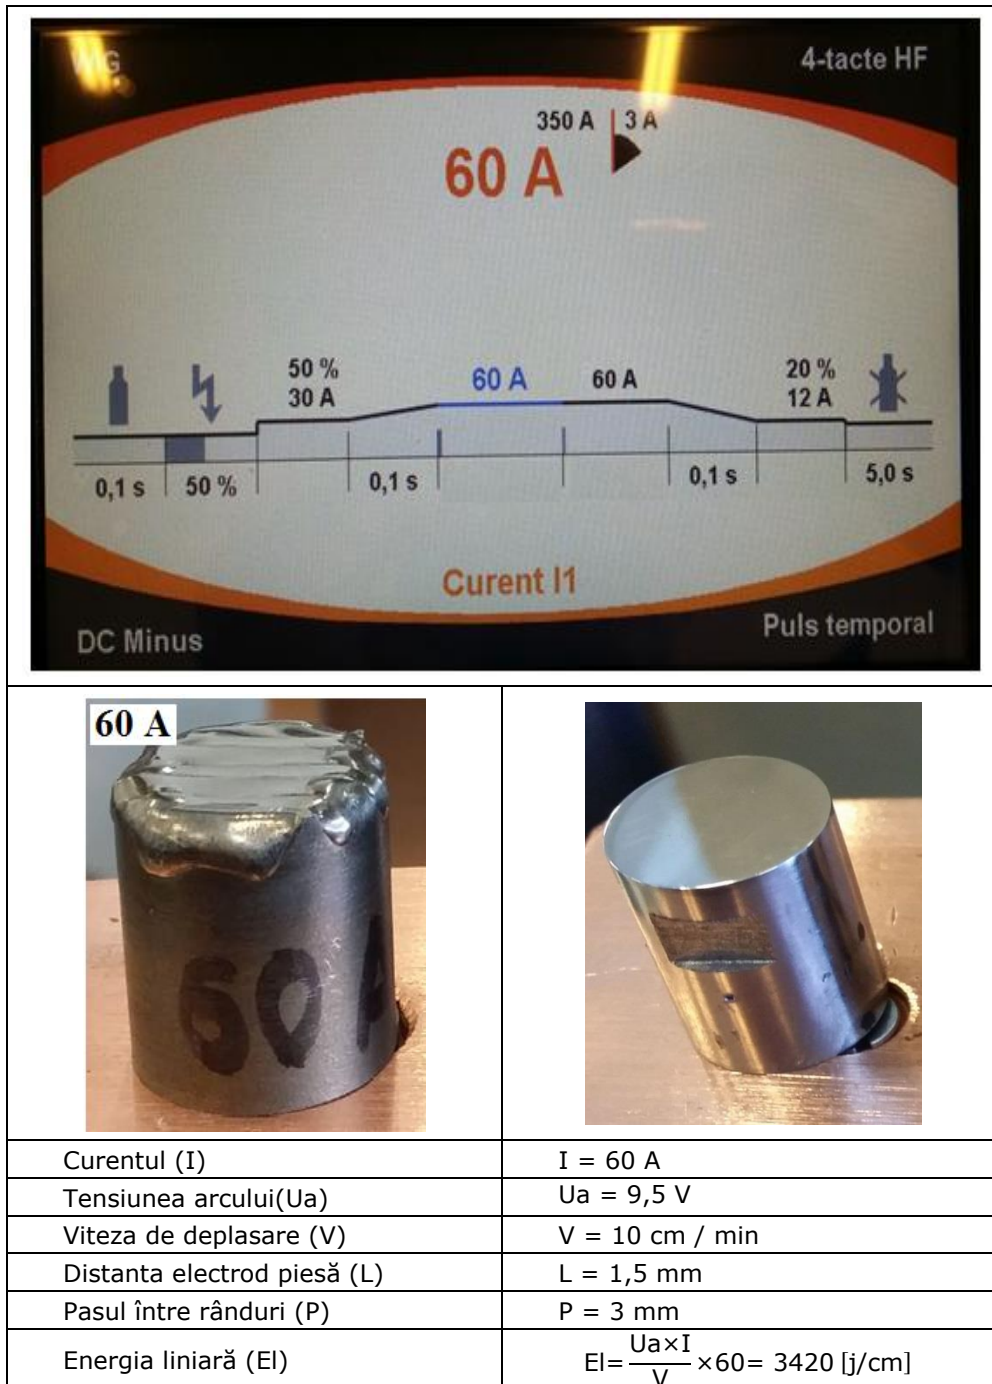 WIG
4-tacte HF
350 A 3 A
60 A
50 %
30 A
60 A
60 A
20 %
12 A
0,1 s
50 %
0,1 s
0,1 s
5,0 s
Curent I1
DC Minus
Puls temporal
60 A
60 A
Curentul (I)
I = 60 A
Tensiunea arcului(Ua)
Ua = 9,5 V
Viteza de deplasare (V)
V = 10 cm / min
Distanta electrod piesă (L)
L = 1,5 mm
Pasul între rânduri (P)
P = 3 mm
Energia liniară (El)
El=Ua×I/V ×60= 3420 [j/cm]